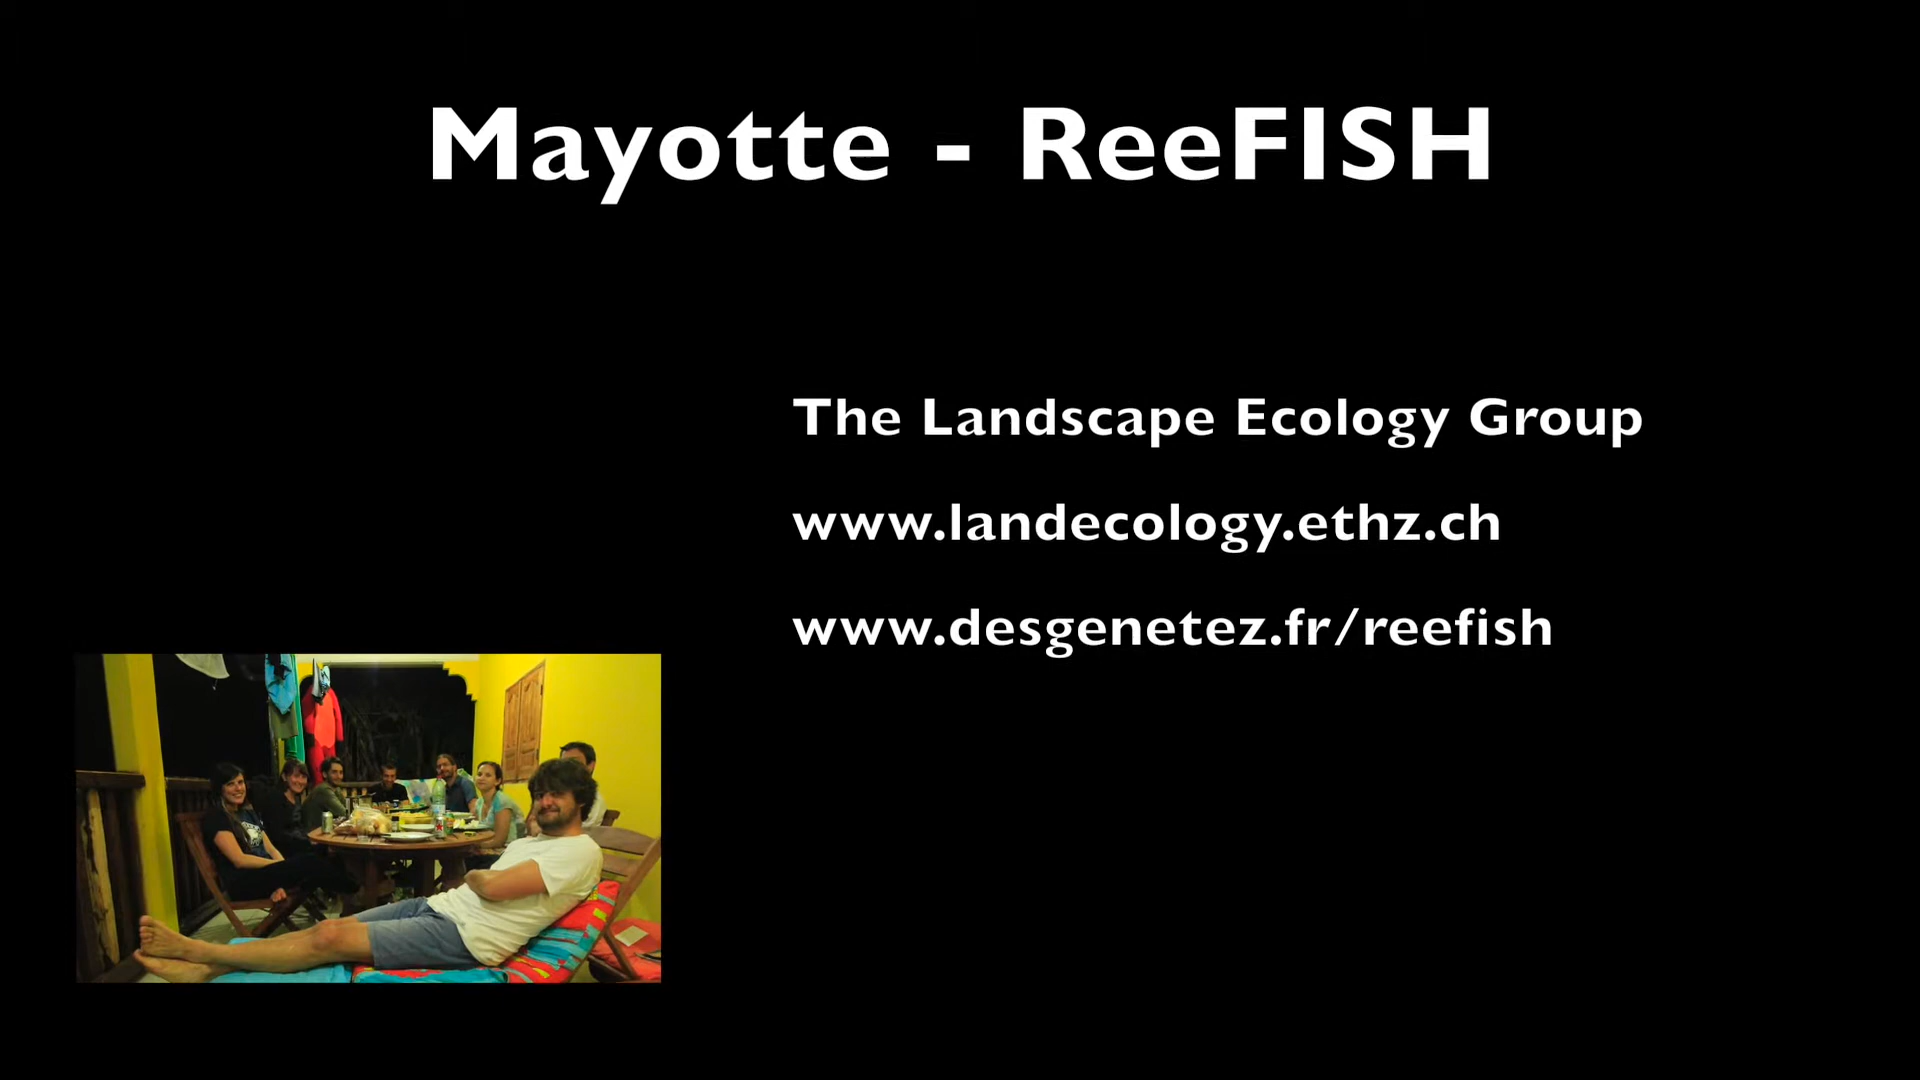 Mayotte - ReeFISH
The Landscape Ecology Group
www.landecology.ethz.ch
www.desgenetez.fr/reefish